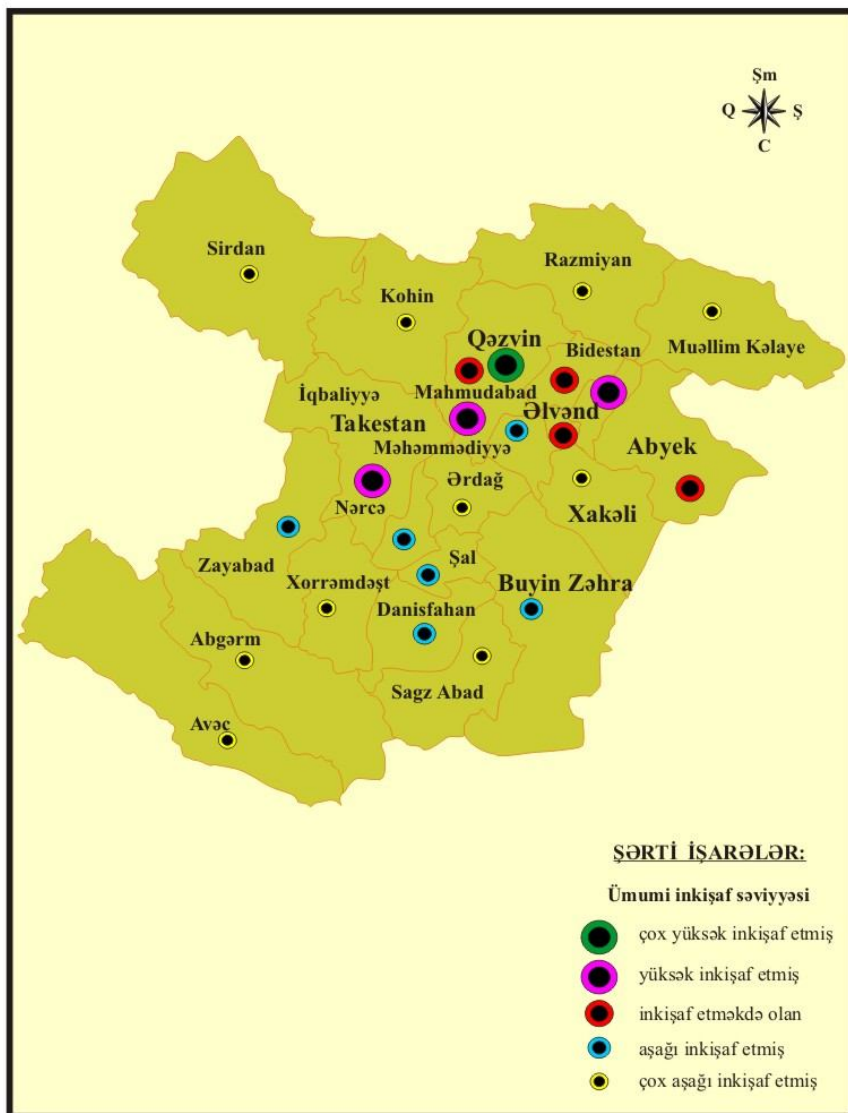 Şm
Q Ş
C
Sirdan
Razmiyan
Kohin
Qəzvin
Bidestan
Muəllim Kəlaye
İqbaliyyə
Mahmudabad
Takestan
Əlvənd
Məhəmmədiyyə
Abyek
Ərdağ
Nərcə
Xakəli
Zayabad
Şal
Xorrəmdəşt
Buyin Zəhra
Danisfahan
Abgərm
Sagz Abad
Avəc
ŞƏRTİ İŞARƏLƏR:
Ümumi inkişaf səviyyəsi
çox yüksək inkişaf etmiş
yüksək inkişaf etmiş
inkişaf etməkdə olan
aşağı inkişaf etmiş
çox aşağı inkişaf etmiş